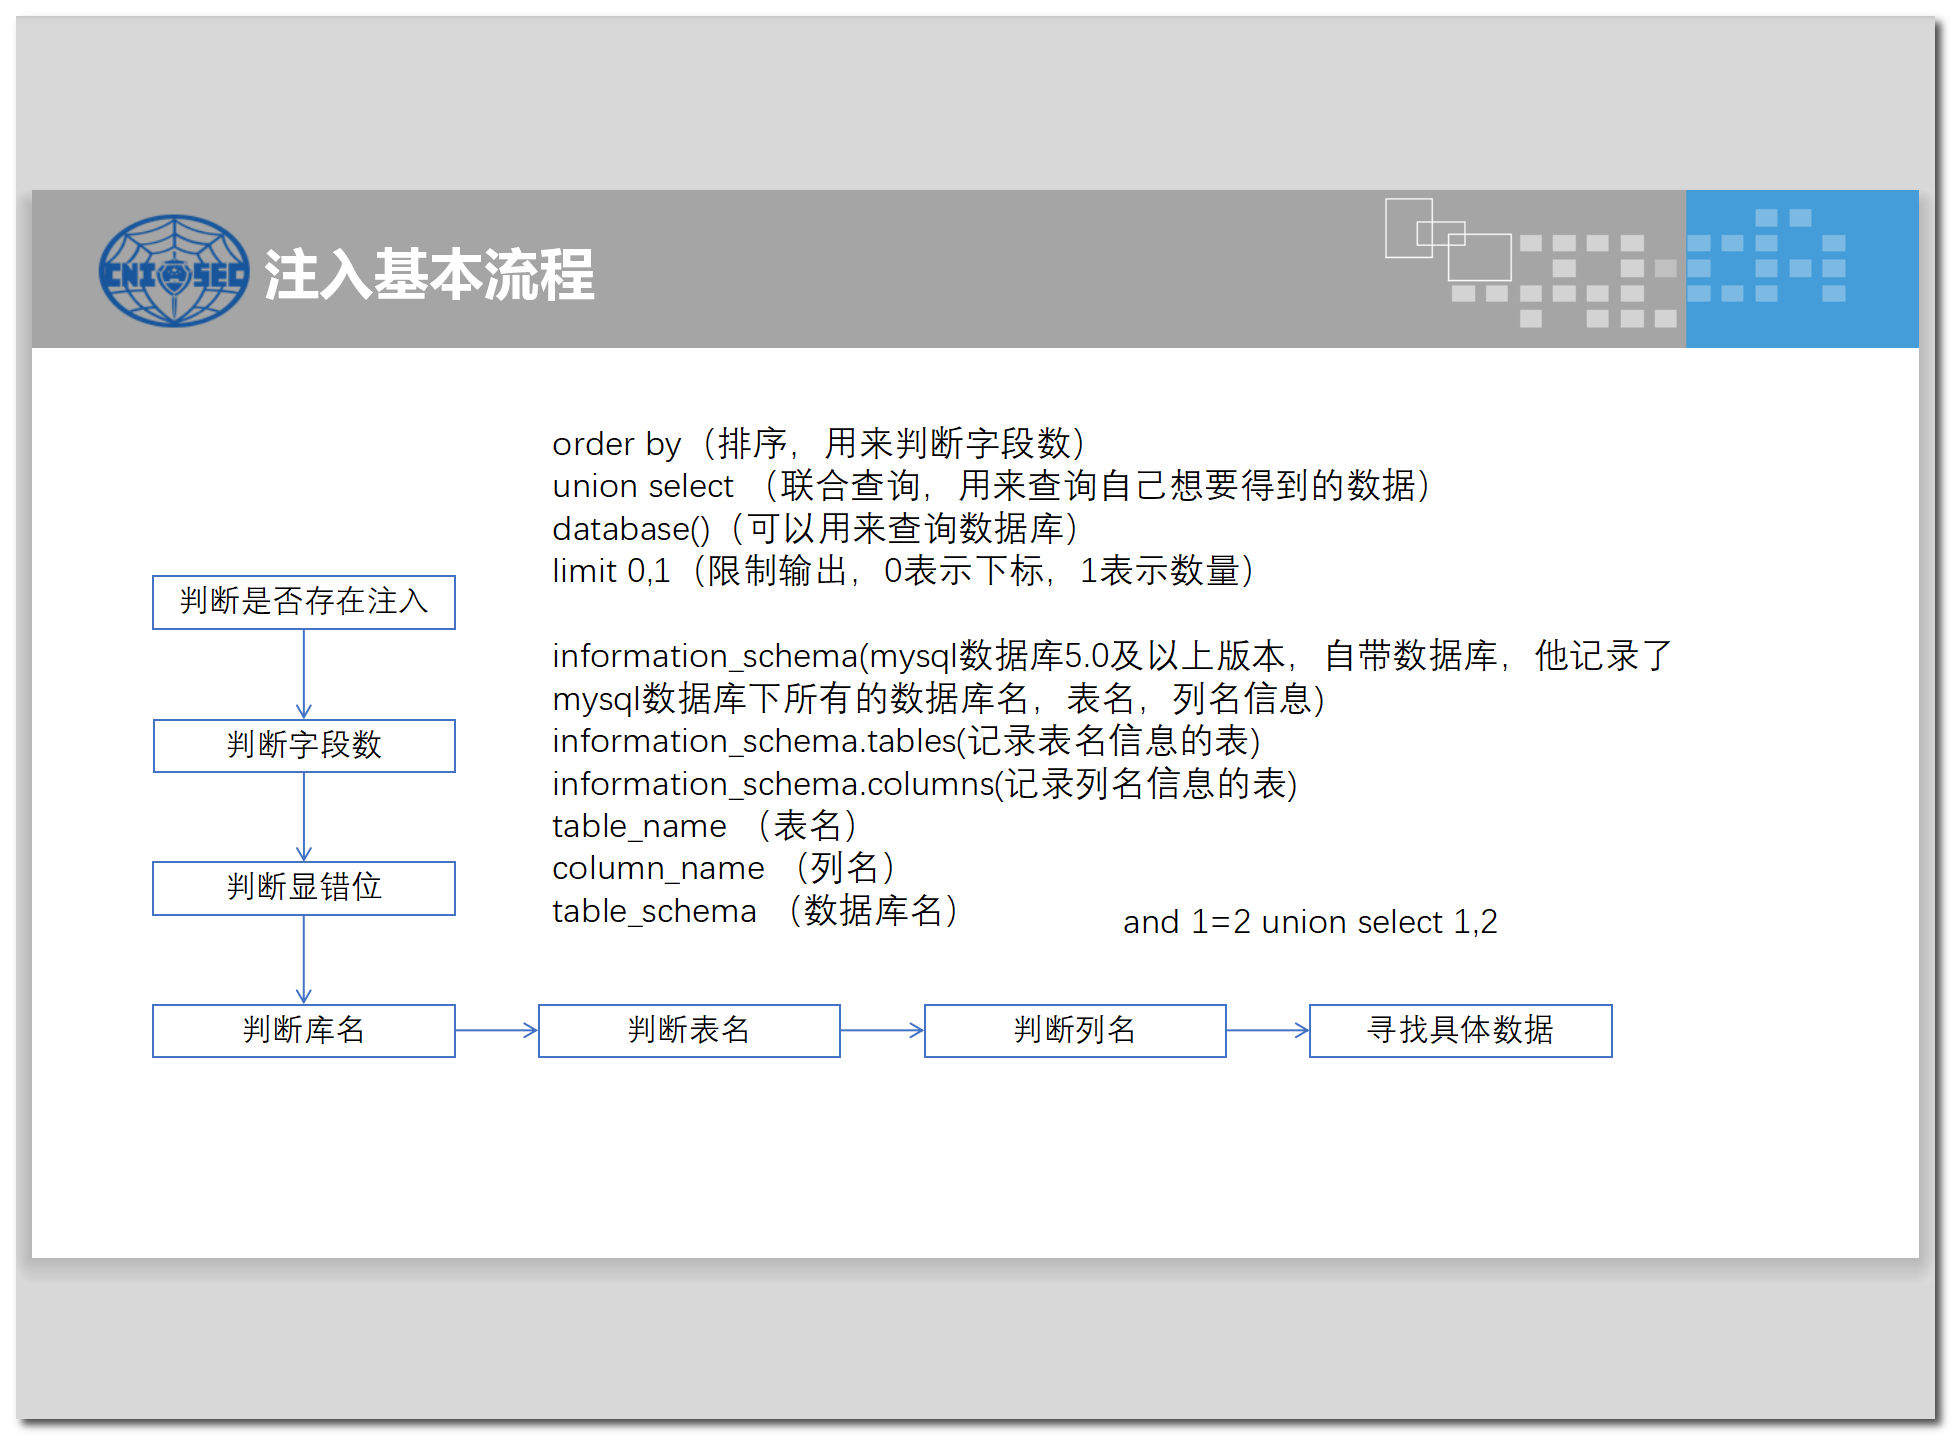 CNISEC
注入基本流程
order by（排序，用来判断字段数）
union select （联合查询，用来查询自己想要得到的数据）
database()（可以用来查询数据库）
limit 0,1（限制输出，0表示下标，1表示数量）
information_schema(mysql数据库5.0及以上版本，自带数据库，他记录了
mysql数据库下所有的数据库名，表名，列名信息)
information_schema.tables(记录表名信息的表)
information_schema.columns(记录列名信息的表)
table_name （表名）
column_name （列名）
table_schema （数据库名）
and 1=2 union select 1,2
判断是否存在注入
判断字段数
判断显错位
判断库名
判断表名
判断列名
寻找具体数据